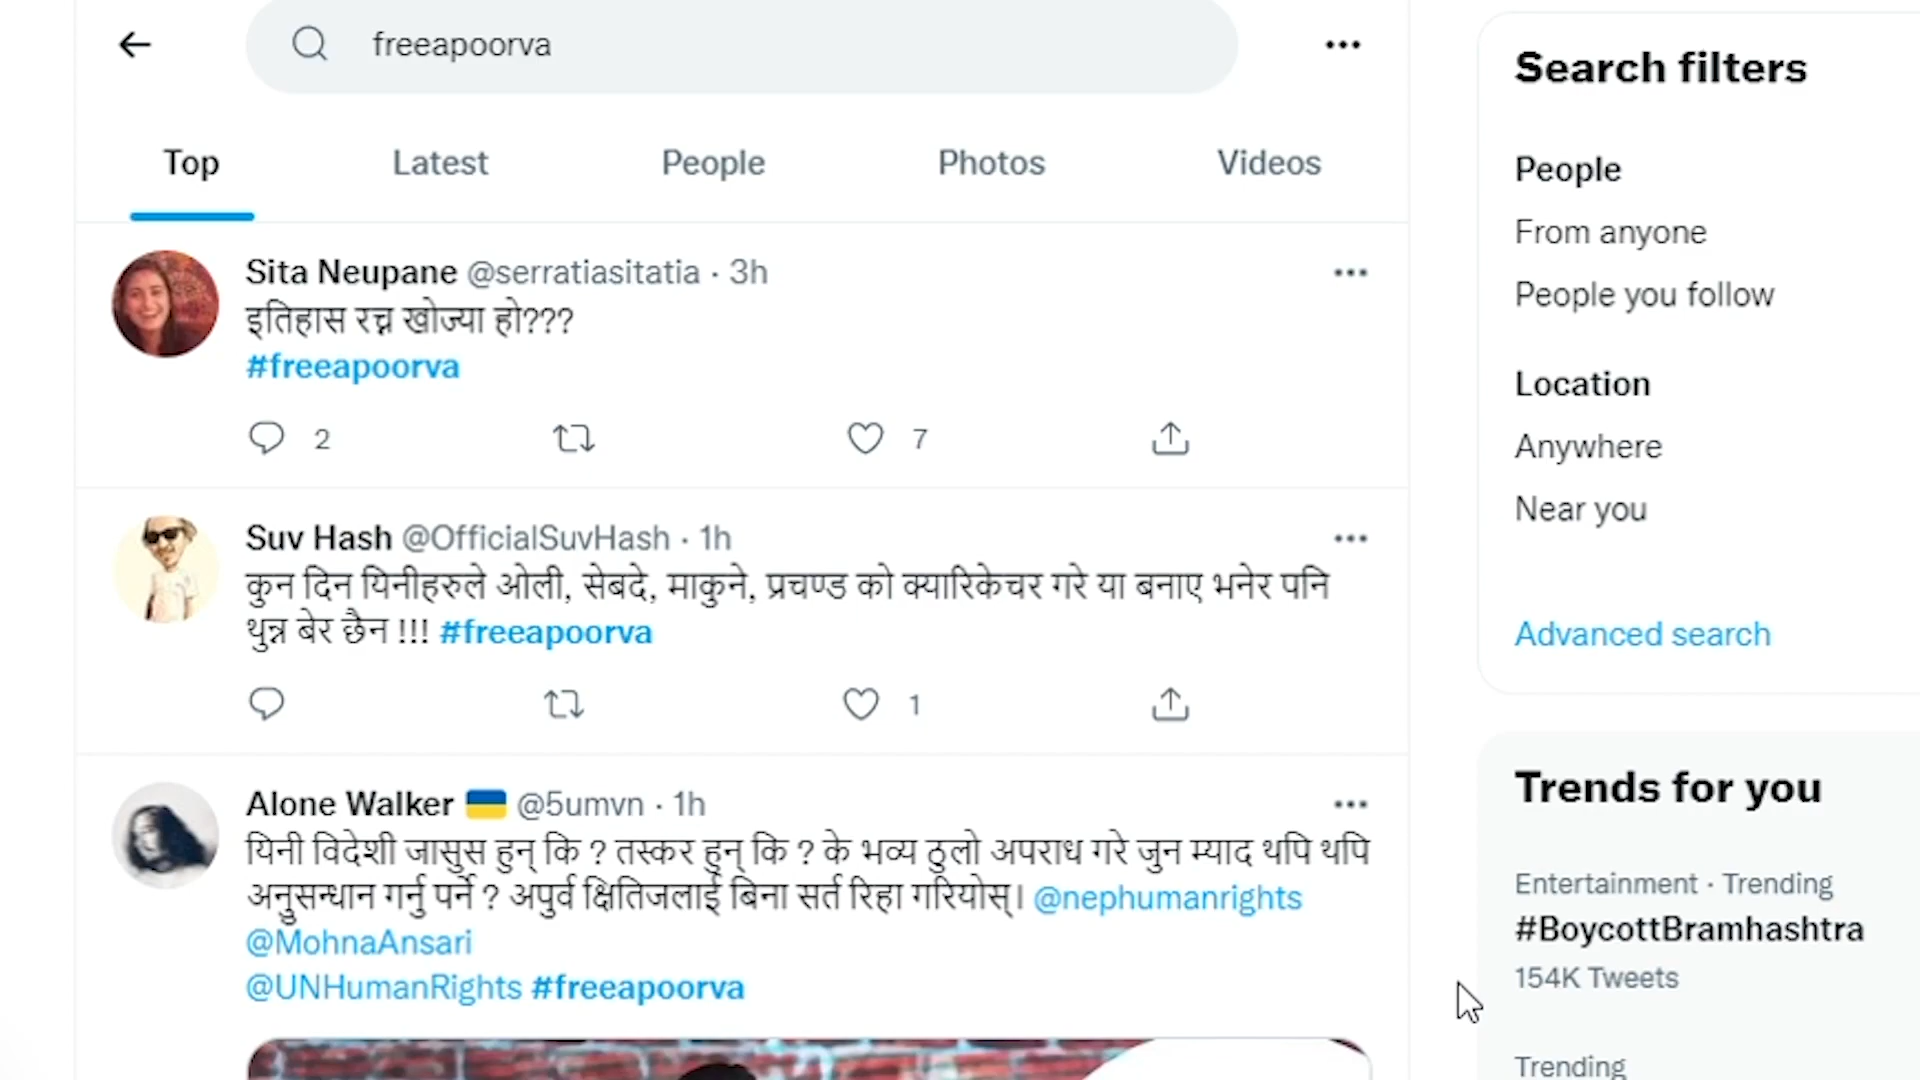 freeapoorva
Top Latest People Photos Videos
Sita Neupane @serratiasitatia · 3h
इतिहास रच्न खोज्या हो???
#freeapoorva
2 7
Suv Hash @OfficialSuvHash · 1h
कुन दिन यिनीहरुले ओली, सेबदे, माकुने, प्रचण्ड को क्यारिकेचर गरे या बनाए भनेर पनि
थुन्न बेर छैन !!! #freeapoorva
1
Alone Walker @5umvn · 1h
यिनी विदेशी जासुस हुन् कि ? तस्कर हुन् कि ? के भव्य ठुलो अपराध गरे जुन म्याद थपि थपि
अनुसन्धान गर्नु पर्ने ? अपुर्व क्षितिजलाई बिना सर्त रिहा गरियोस्। @nephumanrights
@MohnaAnsari
@UNHumanRights #freeapoorva
Search filters
People
From anyone
People you follow
Location
Anywhere
Near you
Advanced search
Trends for you
Entertainment · Trending
#BoycottBramhashtra
154K Tweets
Trending